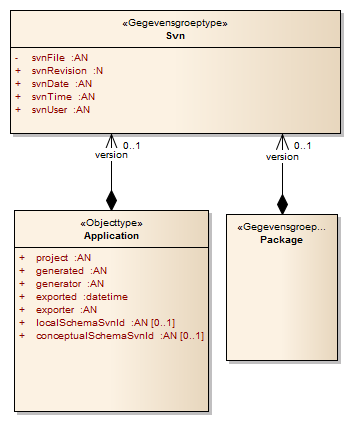 «Gegevensgroeptype»
Svn
- svnFile :AN
+ svnRevision :N
+ svnDate :AN
+ svnTime :AN
+ svnUser :AN
0..1
version
0..1
version
«Objecttype»
Application
+ project :AN
+ generated :AN
+ generator :AN
+ exported :datetime
+ exporter :AN
+ localSchemaSvnId :AN [0..1]
+ conceptualSchemaSvnId :AN [0..1]
«Gegevensgroep...
Package